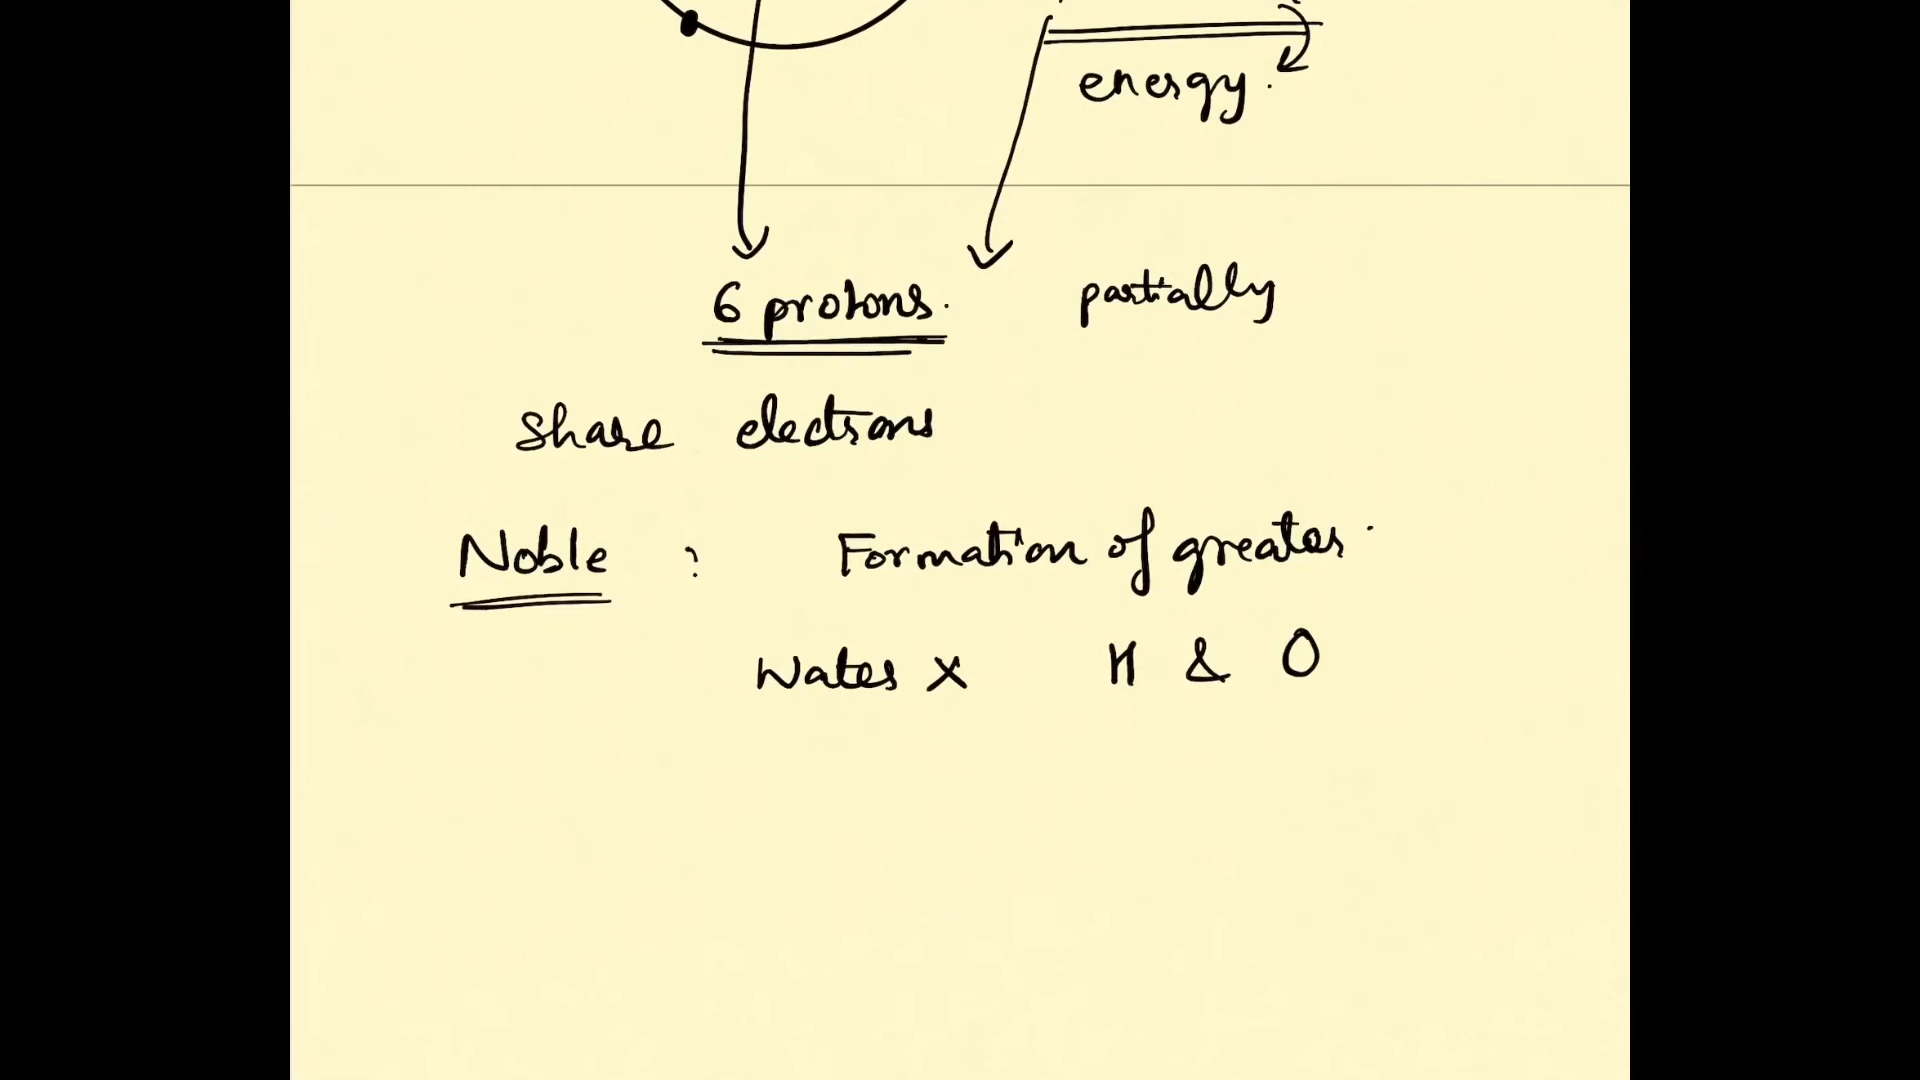 energy.
6 protons. partially
share electrons
Noble : Formation of greater.
Water x H & O